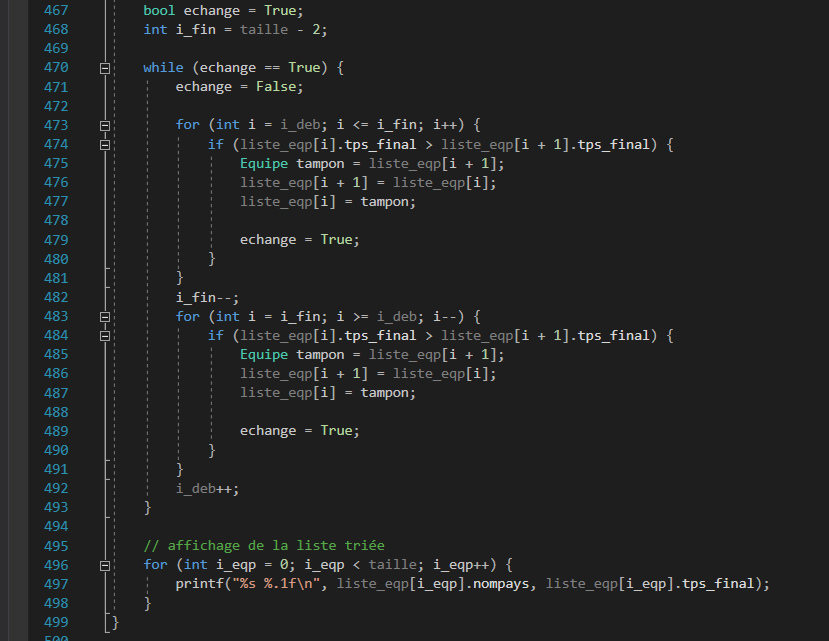 467 bool echange = True;
468 int i_fin = taille - 2;
469
470 while (echange == True) {
471 echange = False;
472
473 for (int i = i_deb; i <= i_fin; i++) {
474 if (liste_eqp[i].tps_final > liste_eqp[i + 1].tps_final) {
475 Equipe tampon = liste_eqp[i + 1];
476 liste_eqp[i + 1] = liste_eqp[i];
477 liste_eqp[i] = tampon;
478
479 echange = True;
480 }
481 }
482 i_fin--;
483 for (int i = i_fin; i >= i_deb; i--) {
484 if (liste_eqp[i].tps_final > liste_eqp[i + 1].tps_final) {
485 Equipe tampon = liste_eqp[i + 1];
486 liste_eqp[i + 1] = liste_eqp[i];
487 liste_eqp[i] = tampon;
488
489 echange = True;
490 }
491 }
492 i_deb++;
493 }
494
495 // affichage de la liste triée
496 for (int i_eqp = 0; i_eqp < taille; i_eqp++) {
497 printf("%s %.1f\n", liste_eqp[i_eqp].nompays, liste_eqp[i_eqp].tps_final);
498 }
499 }
500